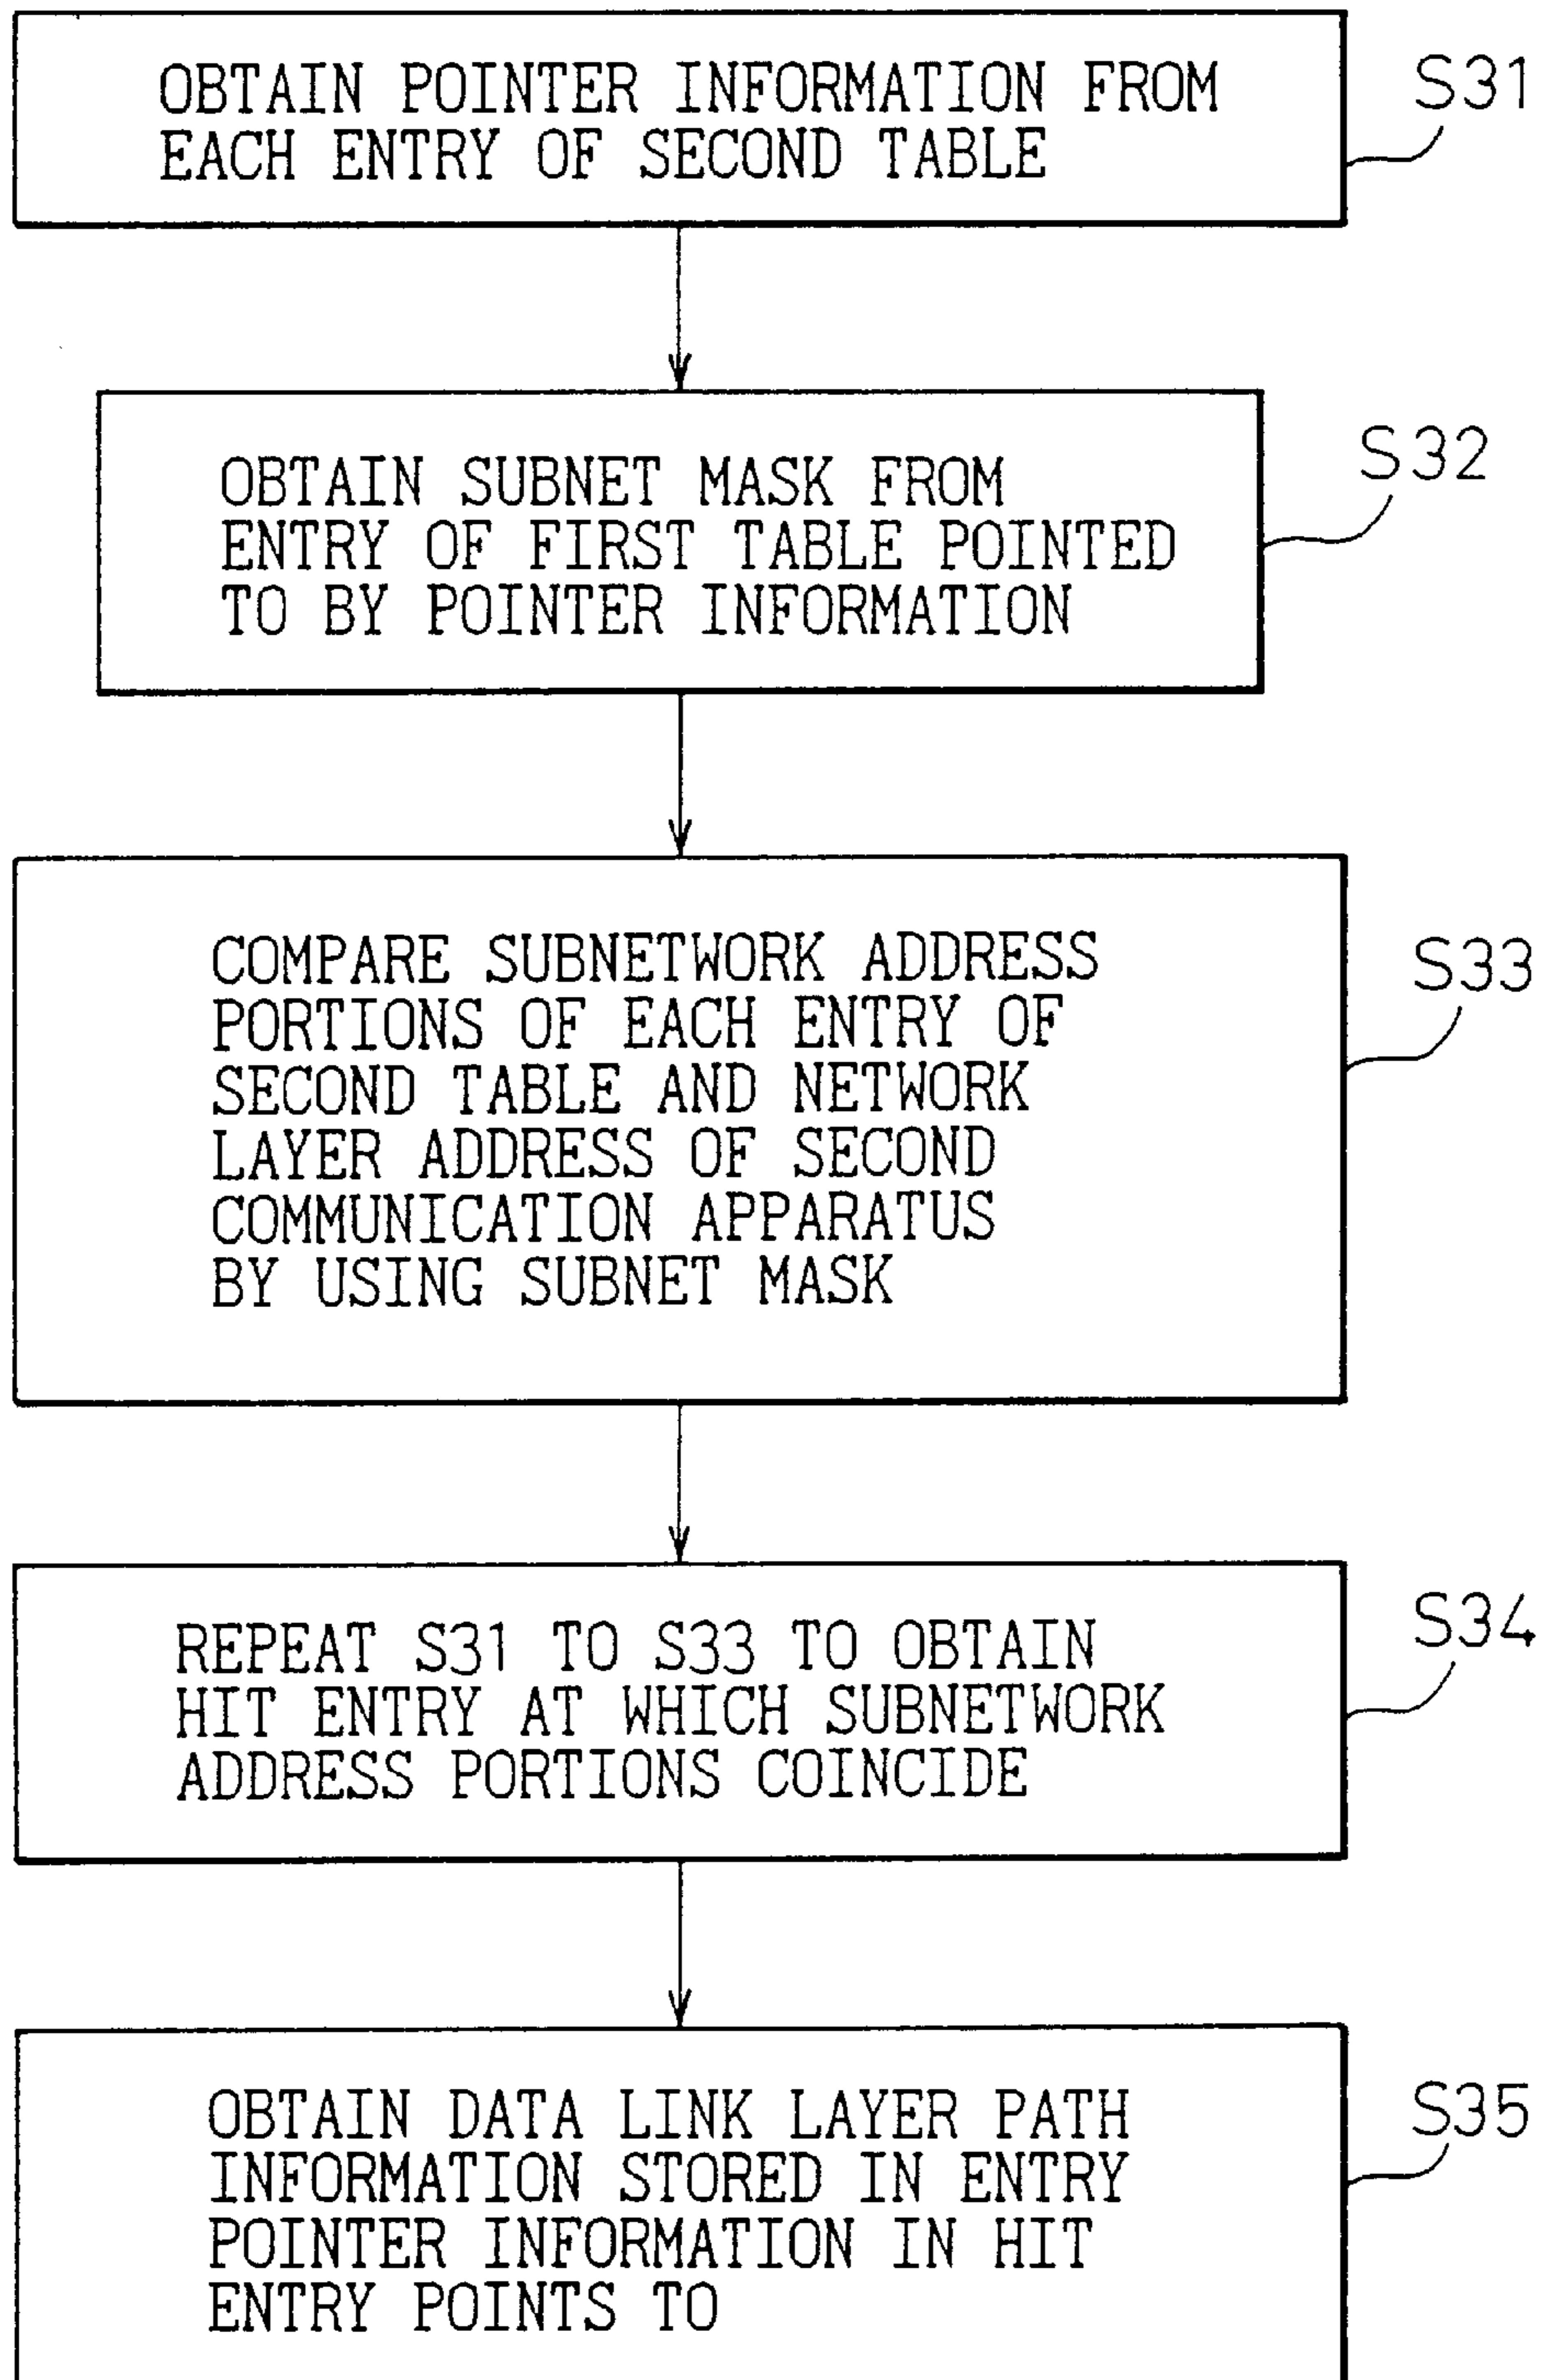 OBTAIN POINTER INFORMATION FROM
EACH ENTRY OF SECOND TABLE
S31
OBTAIN SUBNET MASK FROM
ENTRY OF FIRST TABLE POINTED
TO BY POINTER INFORMATION
S32
COMPARE SUBNETWORK ADDRESS
PORTIONS OF EACH ENTRY OF
SECOND TABLE AND NETWORK
LAYER ADDRESS OF SECOND
COMMUNICATION APPARATUS
BY USING SUBNET MASK
S33
REPEAT S31 TO S33 TO OBTAIN
HIT ENTRY AT WHICH SUBNETWORK
ADDRESS PORTIONS COINCIDE
S34
OBTAIN DATA LINK LAYER PATH
INFORMATION STORED IN ENTRY
POINTER INFORMATION IN HIT
ENTRY POINTS TO
S35